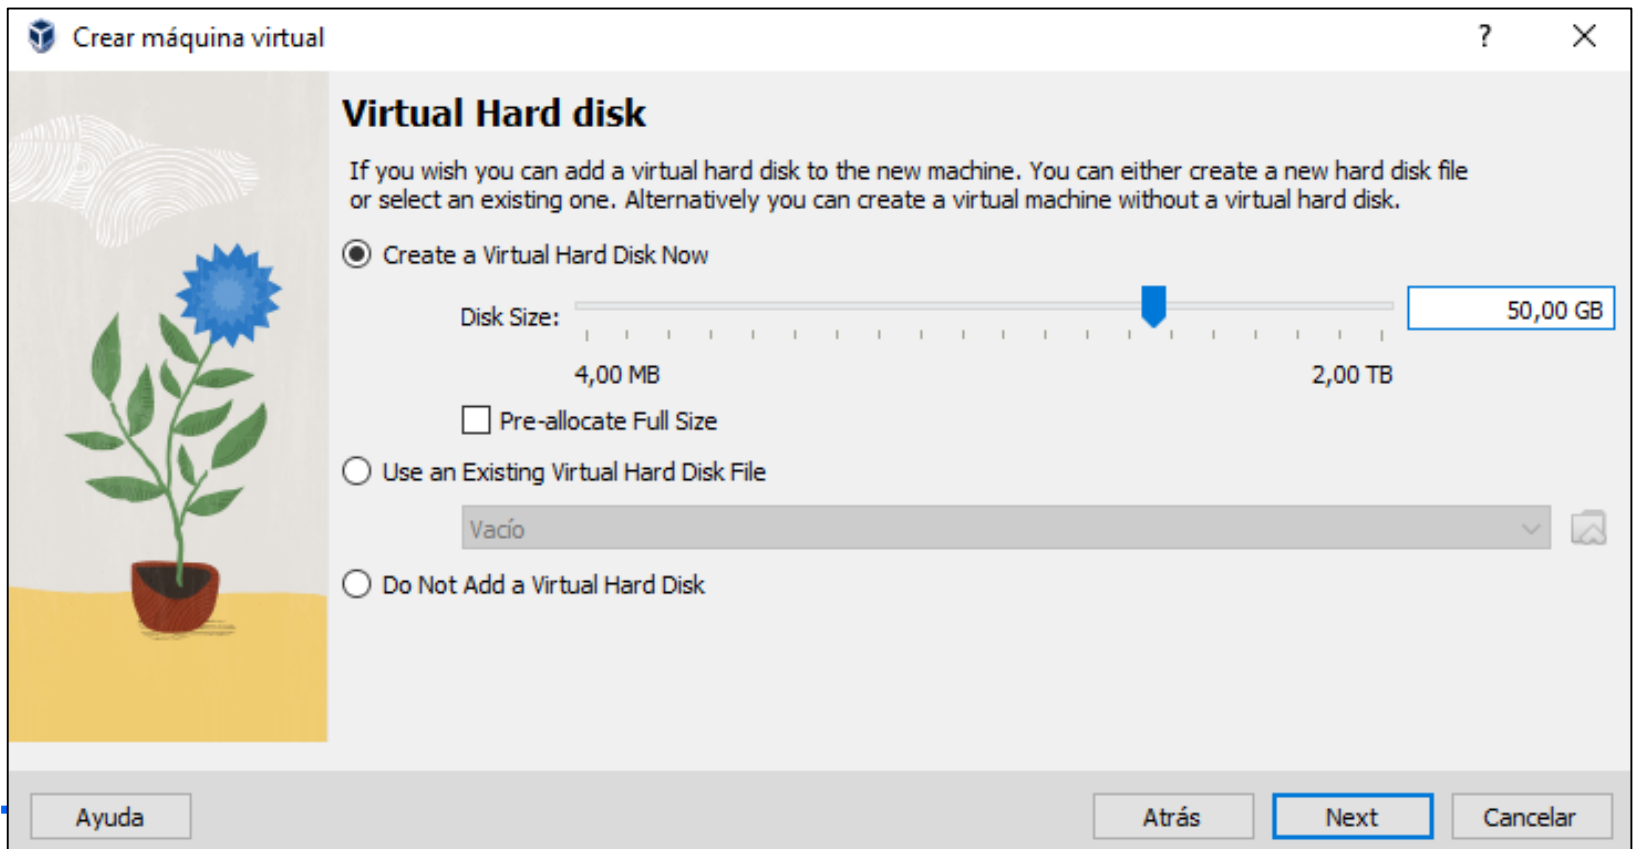 Crear máquina virtual
?
Virtual Hard disk
If you wish you can add a virtual hard disk to the new machine. You can either create a new hard disk file
or select an existing one. Alternatively you can create a virtual machine without a virtual hard disk.
Create a Virtual Hard Disk Now
Disk Size:
50,00 GB
4,00 MB
2,00 TB
Pre-allocate Full Size
Use an Existing Virtual Hard Disk File
Vacío
Do Not Add a Virtual Hard Disk
Ayuda
Atrás
Next
Cancelar